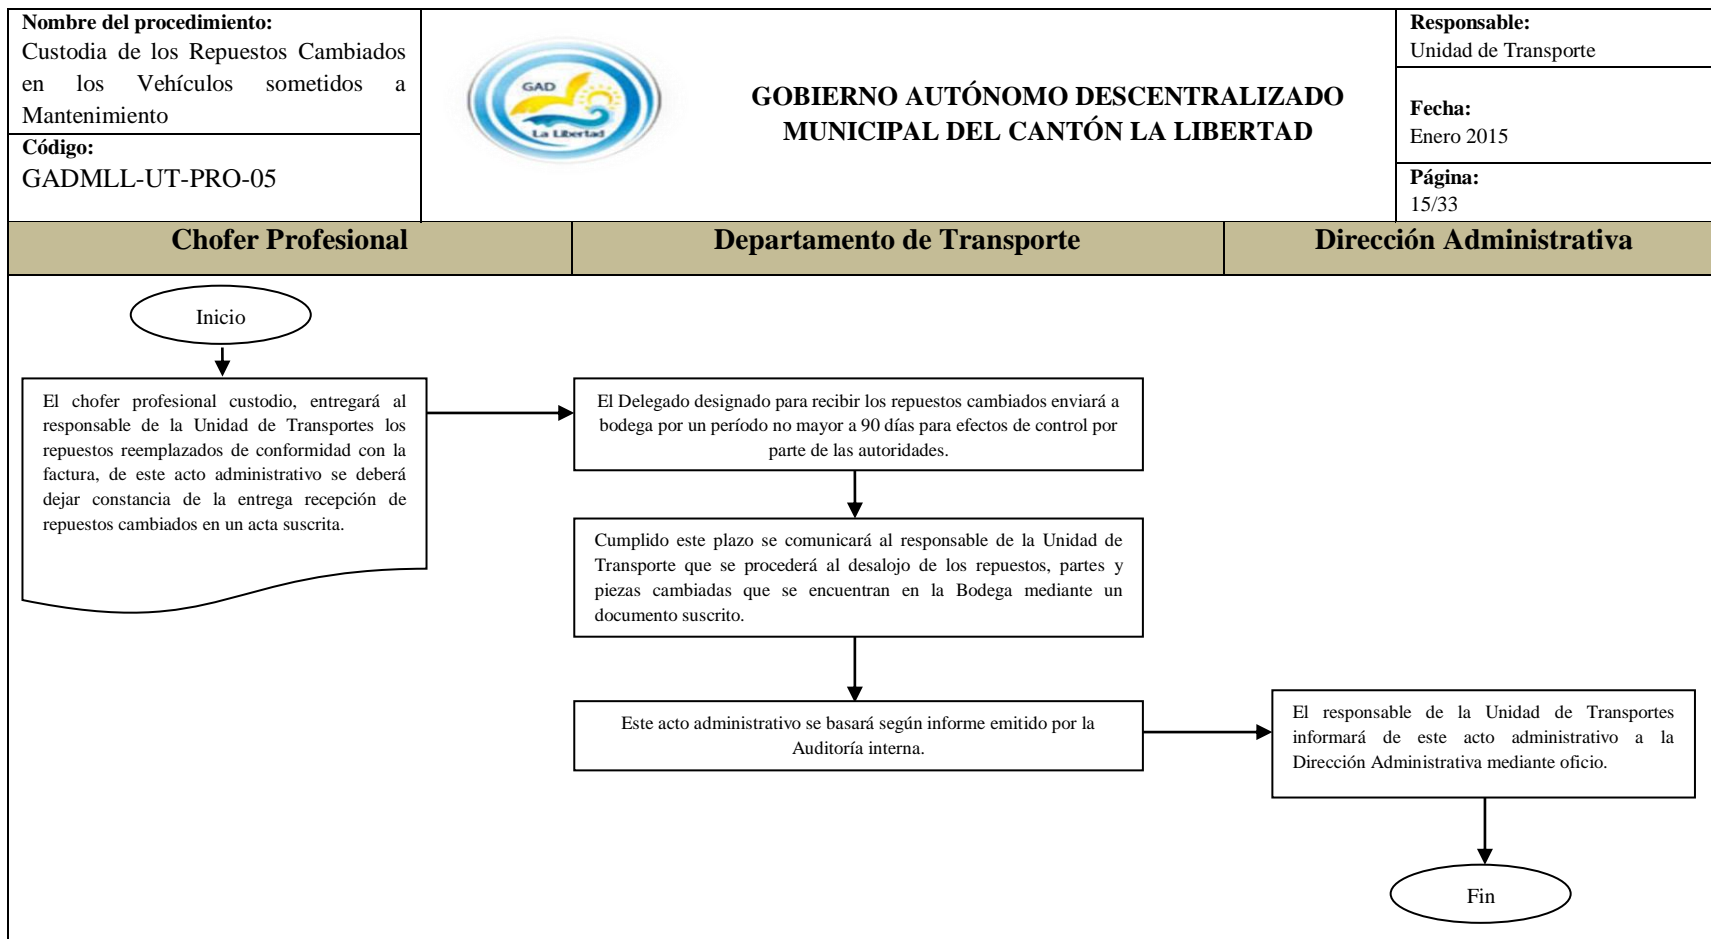 Nombre del procedimiento:
Custodia de los Repuestos Cambiados
en los Vehículos sometidos a
Mantenimiento
Código:
GADMLL-UT-PRO-05
GAD
La Libertad
GOBIERNO AUTÓNOMO DESCENTRALIZADO
MUNICIPAL DEL CANTÓN LA LIBERTAD
Responsable:
Unidad de Transporte
Fecha:
Enero 2015
Página:
15/33
Chofer Profesional
Departamento de Transporte
Dirección Administrativa
Inicio
El chofer profesional custodio, entregará al
responsable de la Unidad de Transportes los
repuestos reemplazados de conformidad con la
factura, de este acto administrativo se deberá
dejar constancia de la entrega recepción de
repuestos cambiados en un acta suscrita.
El Delegado designado para recibir los repuestos cambiados enviará a
bodega por un período no mayor a 90 días para efectos de control por
parte de las autoridades.
Cumplido este plazo se comunicará al responsable de la Unidad de
Transporte que se procederá al desalojo de los repuestos, partes y
piezas cambiadas que se encuentran en la Bodega mediante un
documento suscrito.
Este acto administrativo se basará según informe emitido por la
Auditoría interna.
El responsable de la Unidad de Transportes
informará de este acto administrativo a la
Dirección Administrativa mediante oficio.
Fin